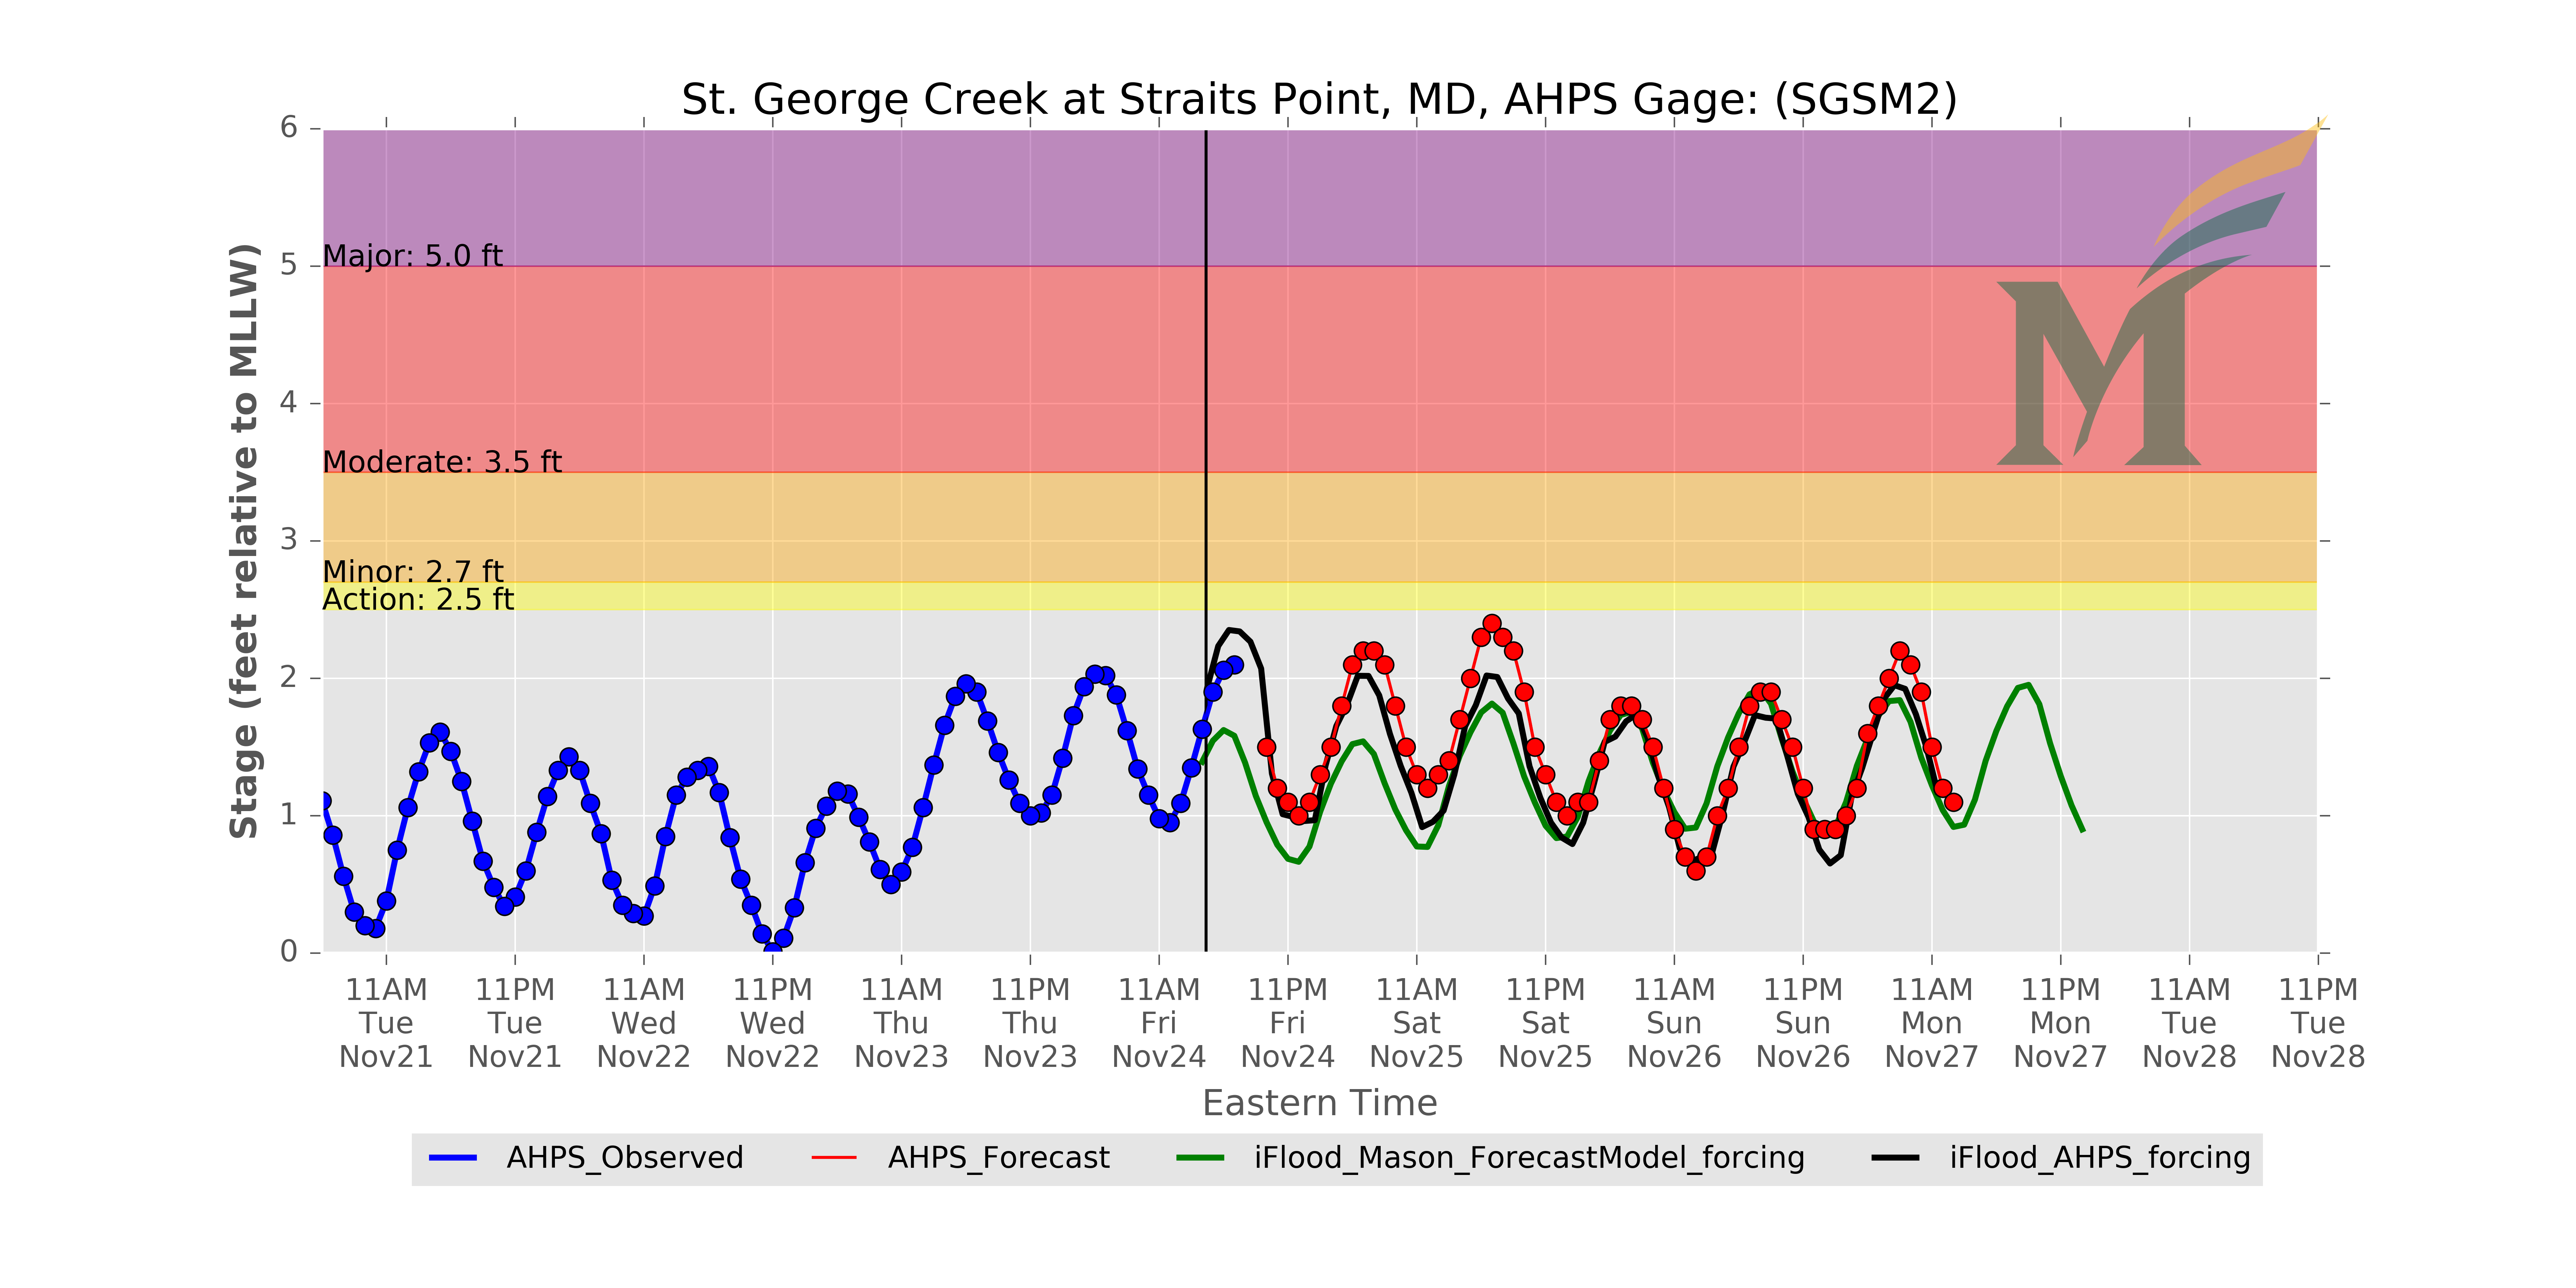 St. George Creek at Straits Point, MD, AHPS Gage: (SGSM2)
Stage (feet relative to MLLW)
6
5
4
3
2
1
0
Major: 5.0 ft
Moderate: 3.5 ft
Minor: 2.7 ft
Action: 2.5 ft
M
11AM 11PM 11AM 11PM 11AM 11PM 11AM 11PM 11AM 11PM 11AM 11PM 11AM 11PM 11AM 11PM
Tue Tue Wed Wed Thu Thu Fri Fri Sat Sat Sun Sun Mon Mon Tue Tue
Nov21 Nov21 Nov22 Nov22 Nov23 Nov23 Nov24 Nov24 Nov25 Nov25 Nov26 Nov26 Nov27 Nov27 Nov28 Nov28
Eastern Time
AHPS_Observed AHPS_Forecast iFlood_Mason_ForecastModel_forcing iFlood_AHPS_forcing